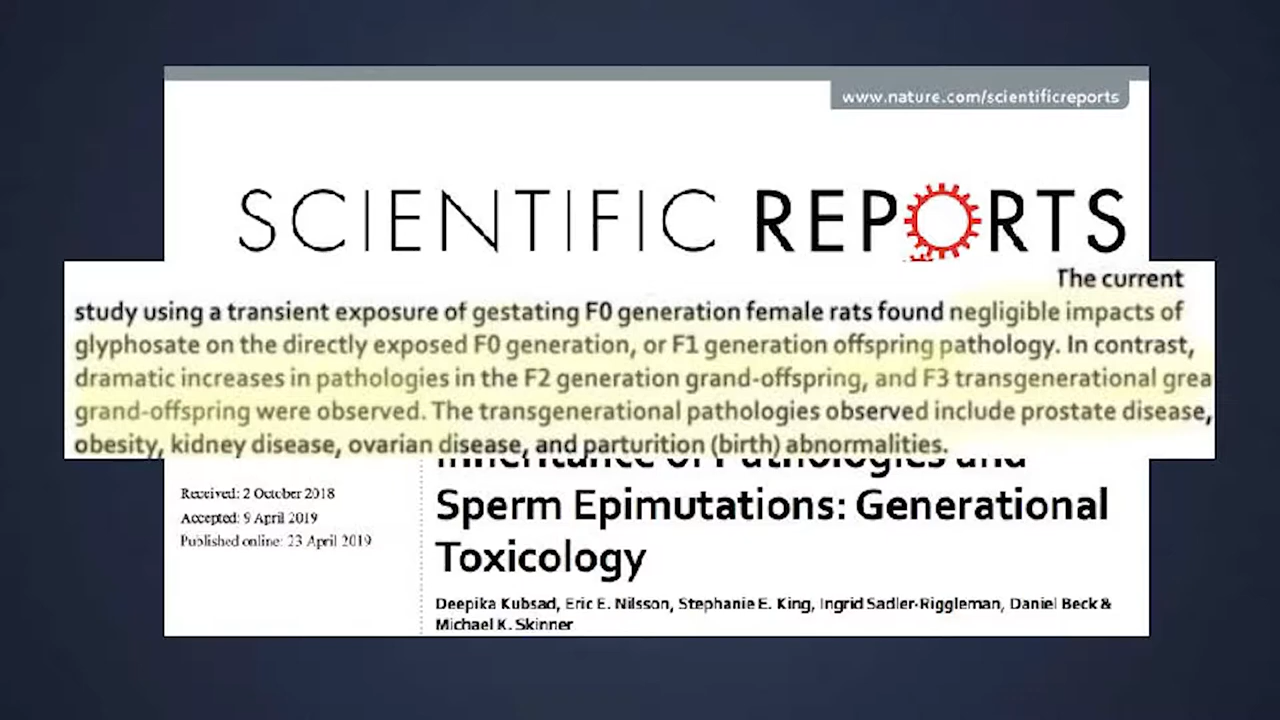 www.nature.com/scientificreports
SCIENTIFIC REPORTS
The current
study using a transient exposure of gestating F0 generation female rats found negligible impacts of
glyphosate on the directly exposed F0 generation, or F1 generation offspring pathology. In contrast,
dramatic increases in pathologies in the F2 generation grand-offspring, and F3 transgenerational grea
grand-offspring were observed. The transgenerational pathologies observed include prostate disease,
obesity, kidney disease, ovarian disease, and parturition (birth) abnormalities.
Inheritance of Pathologies and
Received: 2 October 2018
Accepted: 9 April 2019
Published online: 23 April 2019
Sperm Epimutations: Generational
Toxicology
Deepika Kubsad, Eric E. Nilsson, Stephanie E. King, Ingrid Sadler-Riggleman, Daniel Beck &
Michael K. Skinner